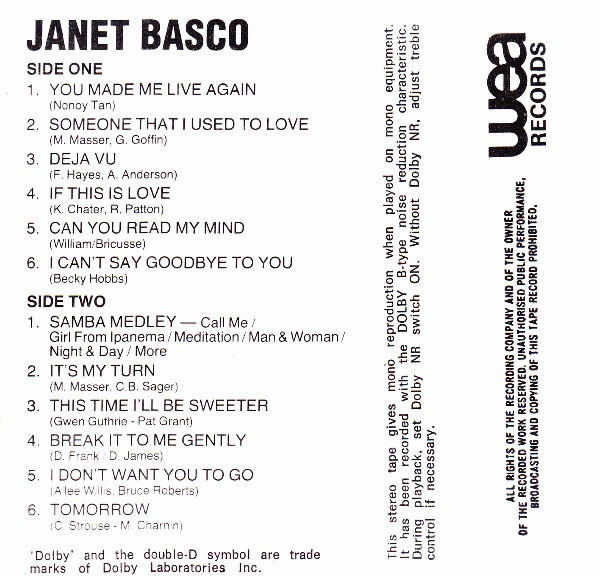 JANET BASCO
SIDE ONE
1. YOU MADE ME LIVE AGAIN
(Nonoy Tan)
2. SOMEONE THAT I USED TO LOVE
(M. Masser, G. Goffin)
3. DEJA VU
(F. Hayes, A. Anderson)
4. IF THIS IS LOVE
(K. Chater, R. Patton)
5. CAN YOU READ MY MIND
(William/Bricusse)
6. I CAN'T SAY GOODBYE TO YOU
(Becky Hobbs)
SIDE TWO
1. SAMBA MEDLEY — Call Me /
Girl From Ipanema / Meditation / Man & Woman /
Night & Day / More
2. IT'S MY TURN
(M. Masser, C.B. Sager)
3. THIS TIME I'LL BE SWEETER
(Gwen Guthrie - Pat Grant)
4. BREAK IT TO ME GENTLY
(D. Frank / D. James)
5. I DON'T WANT YOU TO GO
(Allee Willis, Bruce Roberts)
6. TOMORROW
(C. Strouse - M. Charnin)
'Dolby' and the double-D symbol are trade
marks of Dolby Laboratories Inc.
This stereo tape gives mono reproduction when played on mono equipment.
It has been recorded with the DOLBY B-type noise reduction characteristic.
During playback, set Dolby NR switch ON. Without Dolby NR, adjust treble
control if necessary.
wea
RECORDS
ALL RIGHTS OF THE RECORDING COMPANY AND OF THE OWNER
OF THE RECORDED WORK RESERVED. UNAUTHORISED PUBLIC PERFORMANCE,
BROADCASTING AND COPYING OF THIS TAPE RECORD PROHIBITED.